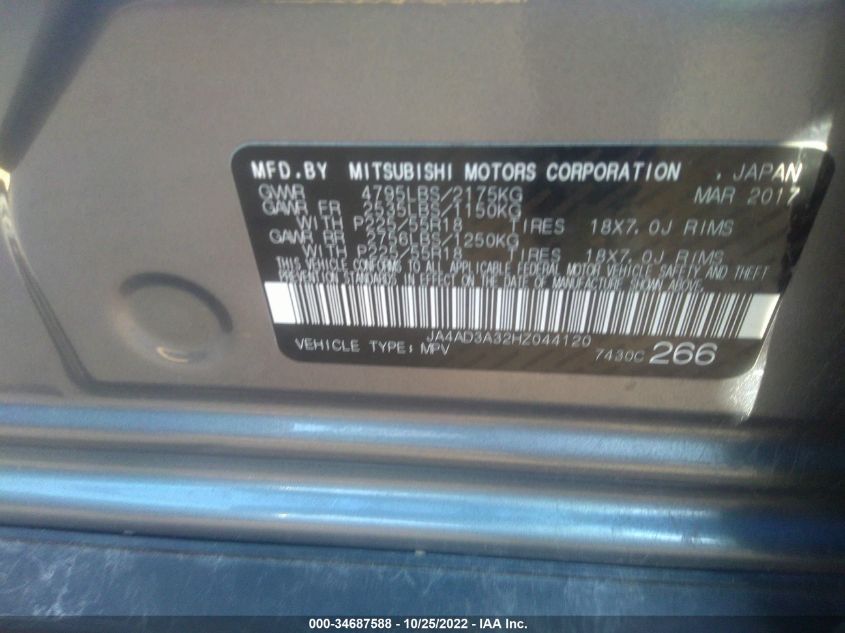 MFD.BY MITSUBISHI MOTORS CORPORATION , JAPAN
GVWR 4795LBS/2175KG MAR 2017
GAWR FR 2535LBS/1150KG
WITH P225/55R18 TIRES 18X7.0J RIMS
GAWR RR 2756LBS/1250KG
WITH P225/55R18 TIRES 18X7.0J RIMS
THIS VEHICLE CONFORMS TO ALL APPLICABLE FEDERAL MOTOR VEHICLE SAFETY AND THEFT
PREVENTION STANDARDS IN EFFECT ON THE DATE OF MANUFACTURE SHOWN ABOVE.
JA4AD3A32HZ044120
VEHICLE TYPE: MPV 7430C 266
000-34687588 - 10/25/2022 - IAA Inc.